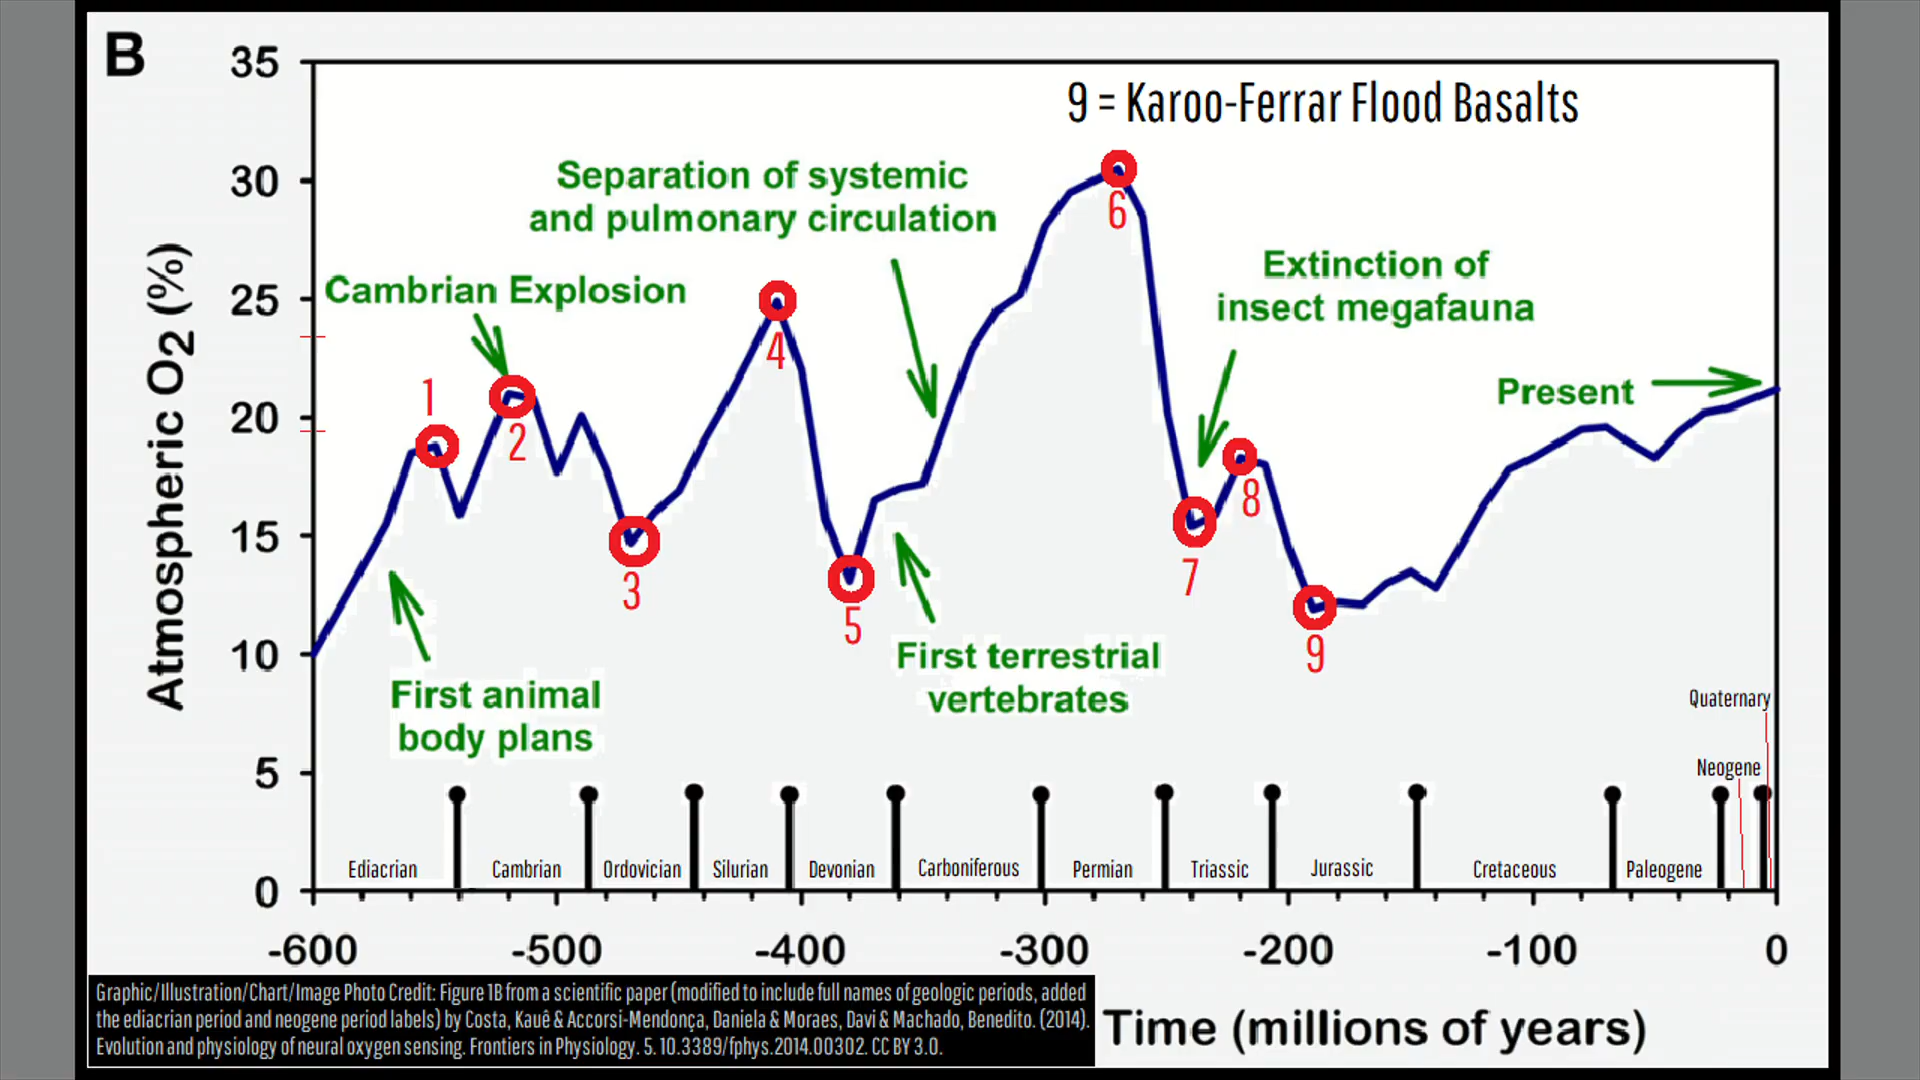 B
9 = Karoo-Ferrar Flood Basalts
Atmospheric O2 (%)
35
30
25
20
15
10
5
0
Separation of systemic
and pulmonary circulation
Cambrian Explosion
Extinction of
insect megafauna
Present
First animal
body plans
First terrestrial
vertebrates
1
2
3
4
5
6
7
8
9
Quaternary
Neogene
Ediacrian
Cambrian
Ordovician
Silurian
Devonian
Carboniferous
Permian
Triassic
Jurassic
Cretaceous
Paleogene
-600
-500
-400
-300
-200
-100
0
Time (millions of years)
Graphic/Illustration/Chart/Image Photo Credit: Figure 1B from a scientific paper (modified to include full names of geologic periods, added
the ediacrian period and neogene period labels) by Costa, Kauê & Accorsi-Mendonça, Daniela & Moraes, Davi & Machado, Benedito. (2014).
Evolution and physiology of neural oxygen sensing. Frontiers in Physiology. 5. 10.3389/fphys.2014.00302. CC BY 3.0.